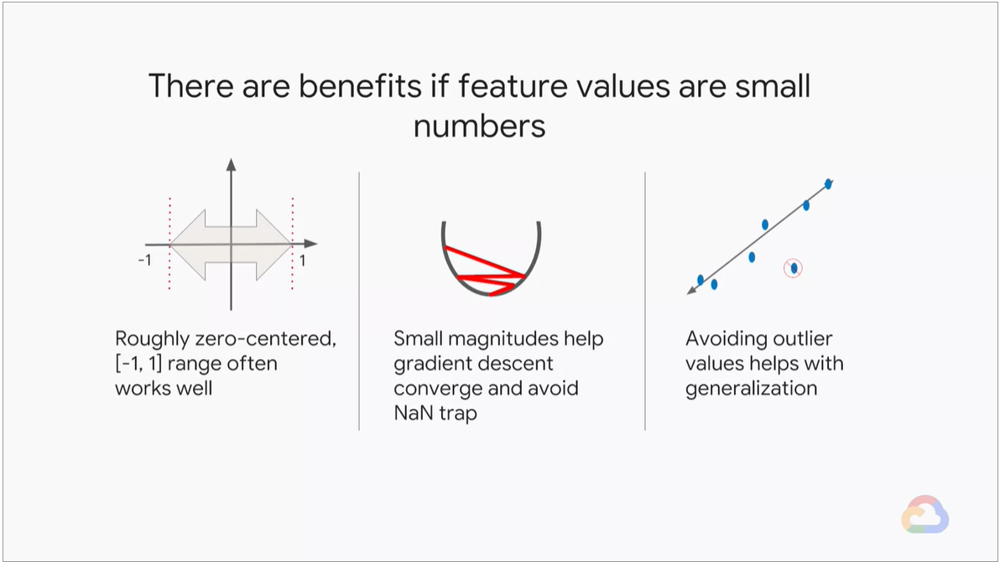 There are benefits if feature values are small
numbers
-1
1
Roughly zero-centered,
[-1, 1] range often
works well
Small magnitudes help
gradient descent
converge and avoid
NaN trap
Avoiding outlier
values helps with
generalization